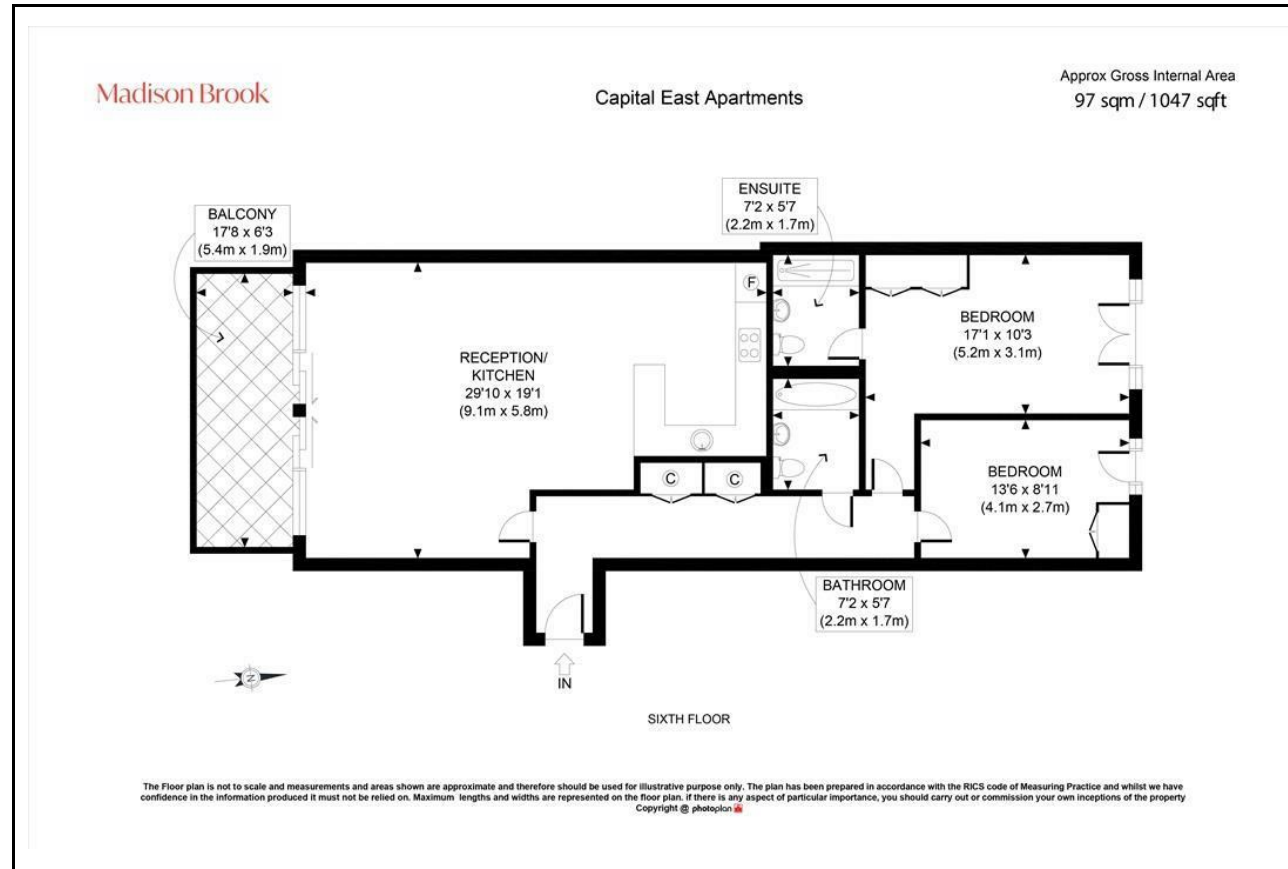 Madison Brook
Capital East Apartments
Approx Gross Internal Area
97 sqm / 1047 sqft
BALCONY
17'8 x 6'3
(5.4m x 1.9m)
ENSUITE
7'2 x 5'7
(2.2m x 1.7m)
F
RECEPTION/
KITCHEN
29'10 x 19'1
(9.1m x 5.8m)
BEDROOM
17'1 x 10'3
(5.2m x 3.1m)
C
C
BEDROOM
13'6 x 8'11
(4.1m x 2.7m)
BATHROOM
7'2 x 5'7
(2.2m x 1.7m)
N
IN
SIXTH FLOOR
The Floor plan is not to scale and measurements and areas shown are approximate and therefore should be used for illustrative purpose only. The plan has been prepared in accordance with the RICS code of Measuring Practice and whilst we have
confidence in the information produced it must not be relied on. Maximum lengths and widths are represented on the floor plan. if there is any aspect of particular importance, you should carry out or commission your own inceptions of the property
Copyright @ photoplan